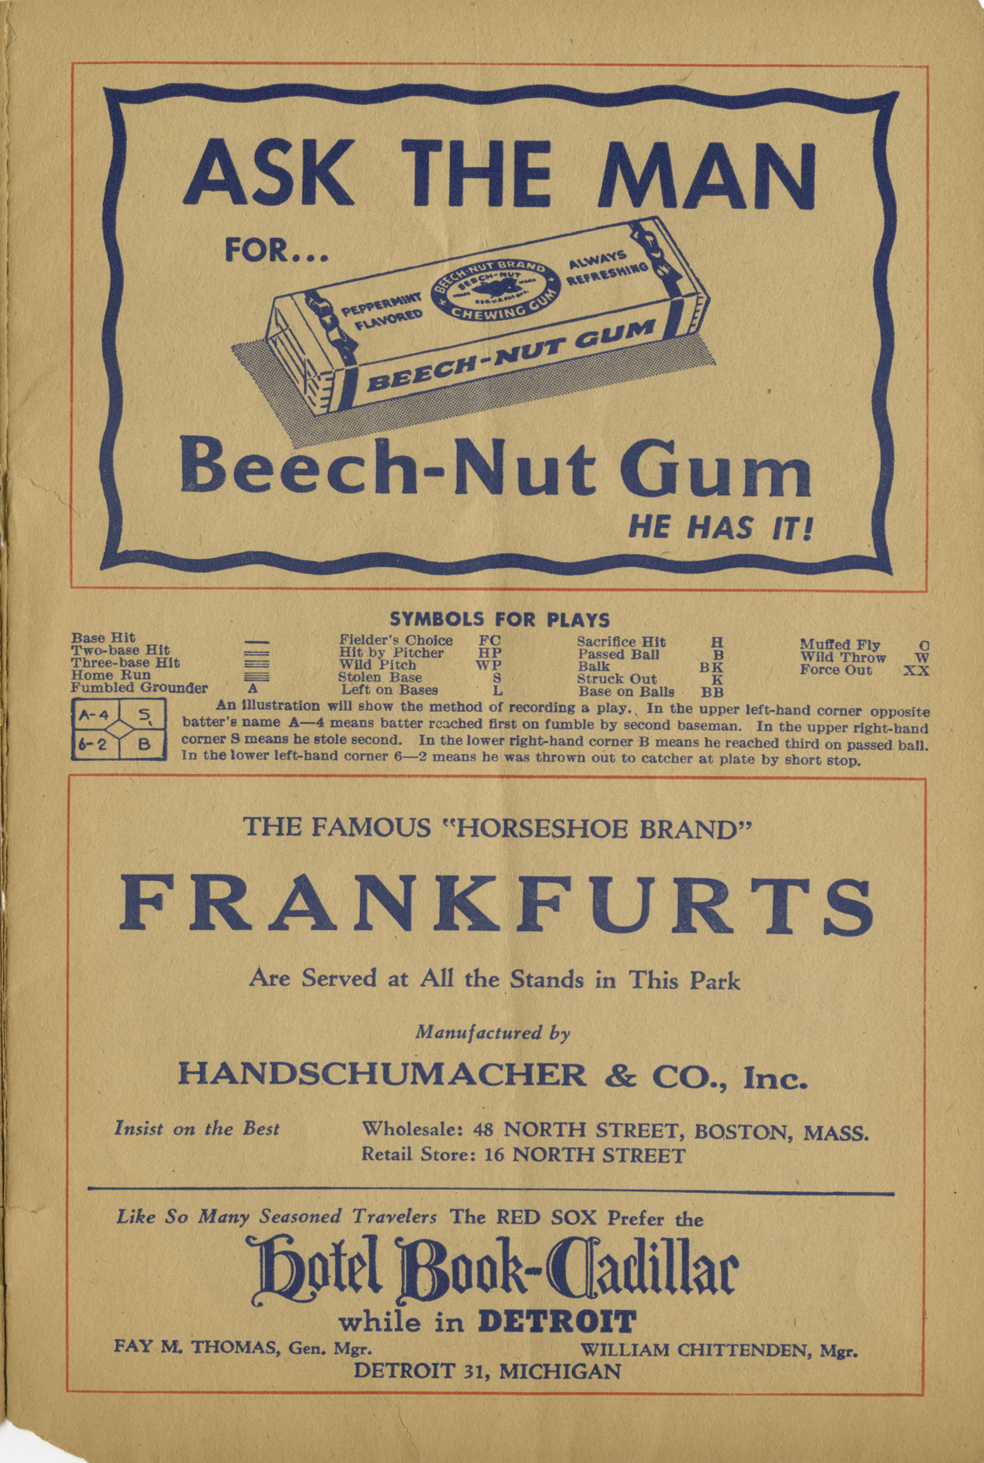 ASK THE MAN
FOR...
PEPPERMINT FLAVORED
BEECH-NUT BRAND
BEECH-NUT
CHEWING GUM
ALWAYS REFRESHING
BEECH-NUT GUM
Beech-Nut Gum
HE HAS IT!
SYMBOLS FOR PLAYS
Base Hit
Two-base Hit
Three-base Hit
Home Run
Fumbled Grounder A
Fielder's Choice FC
Hit by Pitcher HP
Wild Pitch WP
Stolen Base S
Left on Bases L
Sacrifice Hit H
Passed Ball B
Balk BK
Struck Out K
Base on Balls BB
Muffed Fly O
Wild Throw W
Force Out XX
A-4 S
6-2 B
An illustration will show the method of recording a play. In the upper left-hand corner opposite
batter's name A—4 means batter reached first on fumble by second baseman. In the upper right-hand
corner S means he stole second. In the lower right-hand corner B means he reached third on passed ball.
In the lower left-hand corner 6—2 means he was thrown out to catcher at plate by short stop.
THE FAMOUS "HORSESHOE BRAND"
FRANKFURTS
Are Served at All the Stands in This Park
Manufactured by
HANDSCHUMACHER & CO., Inc.
Insist on the Best
Wholesale: 48 NORTH STREET, BOSTON, MASS.
Retail Store: 16 NORTH STREET
Like So Many Seasoned Travelers The RED SOX Prefer the
Hotel Book-Cadillac
while in DETROIT
FAY M. THOMAS, Gen. Mgr. WILLIAM CHITTENDEN, Mgr.
DETROIT 31, MICHIGAN